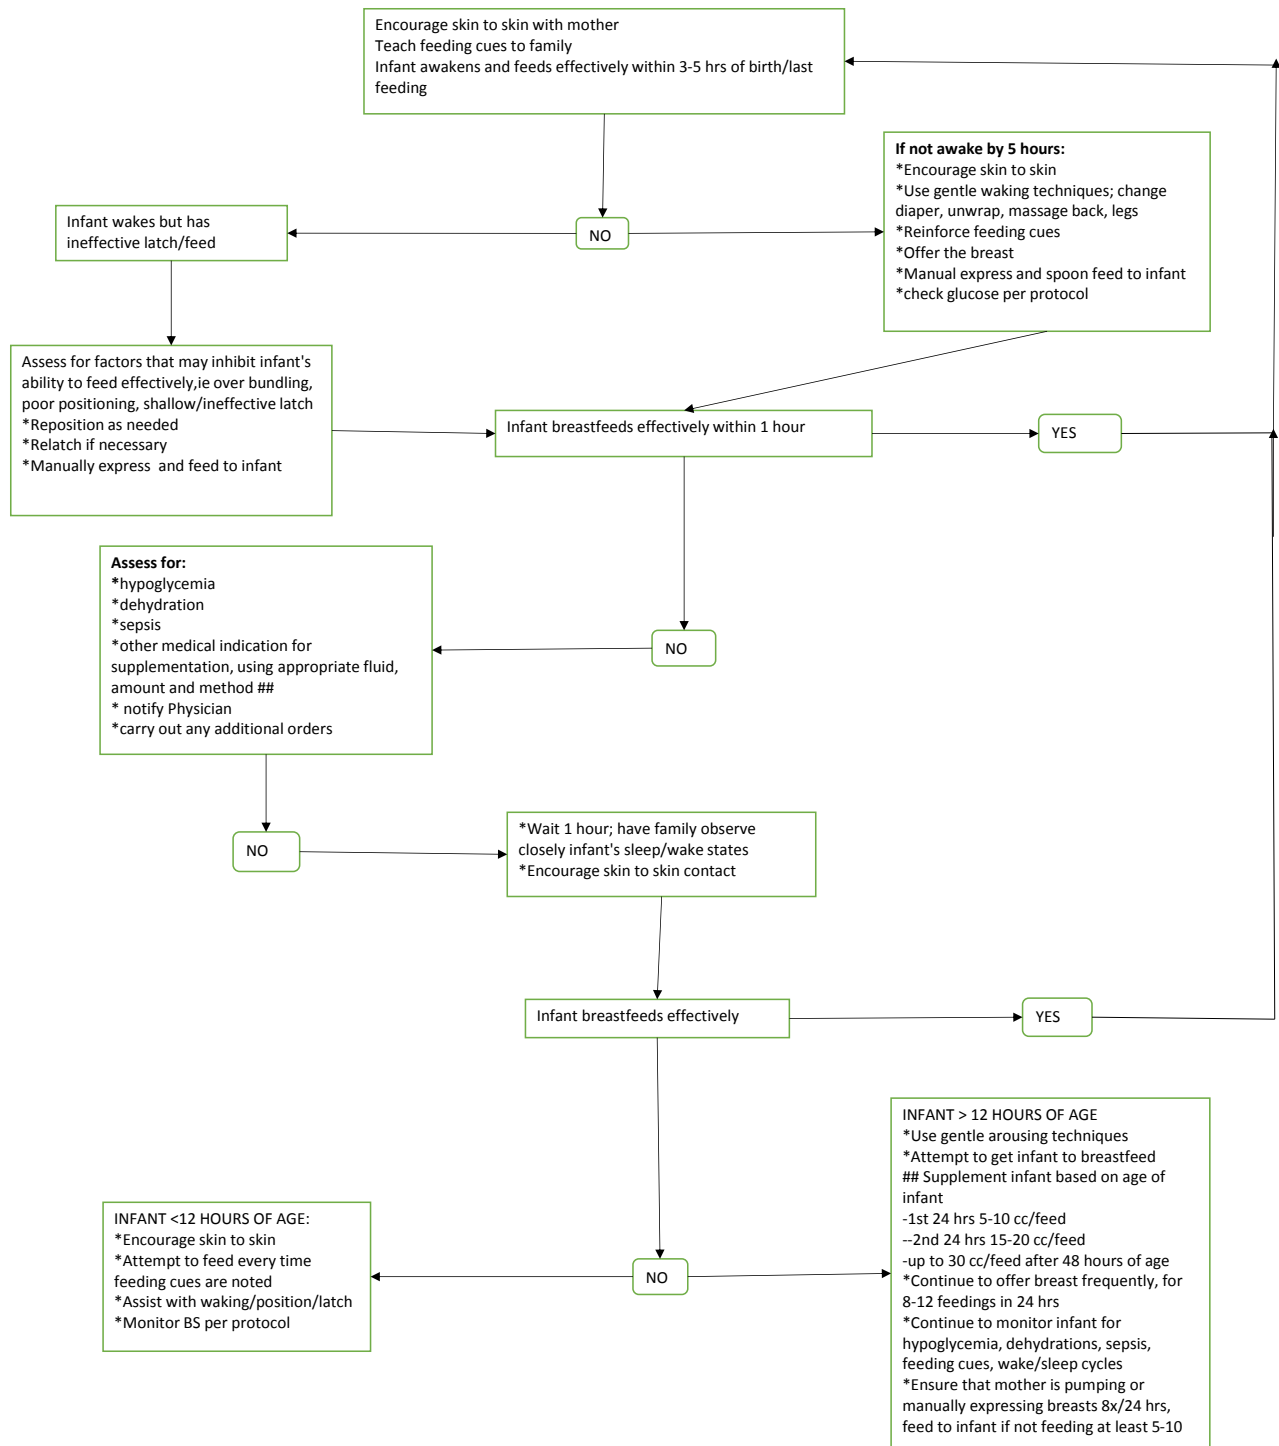 Encourage skin to skin with mother
Teach feeding cues to family
Infant awakens and feeds effectively within 3-5 hrs of birth/last
feeding
If not awake by 5 hours:
*Encourage skin to skin
*Use gentle waking techniques; change
diaper, unwrap, massage back, legs
*Reinforce feeding cues
*Offer the breast
*Manual express and spoon feed to infant
*check glucose per protocol
Infant wakes but has
ineffective latch/feed
NO
Assess for factors that may inhibit infant's
ability to feed effectively,ie over bundling,
poor positioning, shallow/ineffective latch
*Reposition as needed
*Relatch if necessary
*Manually express  and feed to infant
Infant breastfeeds effectively within 1 hour
YES
Assess for:
*hypoglycemia
*dehydration
*sepsis
*other medical indication for
supplementation, using appropriate fluid,
amount and method ##
* notify Physician
*carry out any additional orders
NO
NO
*Wait 1 hour; have family observe
closely infant's sleep/wake states
*Encourage skin to skin contact
Infant breastfeeds effectively
YES
INFANT <12 HOURS OF AGE:
*Encourage skin to skin
*Attempt to feed every time
feeding cues are noted
*Assist with waking/position/latch
*Monitor BS per protocol
NO
INFANT > 12 HOURS OF AGE
*Use gentle arousing techniques
*Attempt to get infant to breastfeed
## Supplement infant based on age of
infant
-1st 24 hrs 5-10 cc/feed
--2nd 24 hrs 15-20 cc/feed
-up to 30 cc/feed after 48 hours of age
*Continue to offer breast frequently, for
8-12 feedings in 24 hrs
*Continue to monitor infant for
hypoglycemia, dehydrations, sepsis,
feeding cues, wake/sleep cycles
*Ensure that mother is pumping or
manually expressing breasts 8x/24 hrs,
feed to infant if not feeding at least 5-10